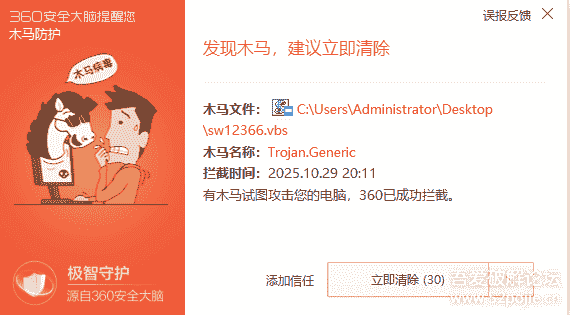 360安全大脑提醒您
木马防护
误报反馈
木马病毒
发现木马，建议立即清除
木马文件： C:\Users\Administrator\Desktop
\sw12366.vbs
木马名称： Trojan.Generic
拦截时间： 2025.10.29 20:11
有木马试图攻击您的电脑，360已成功拦截。
极智守护
源自360安全大脑
添加信任
立即清除 (30)
吾爱破解论坛
www.52pojie.cn